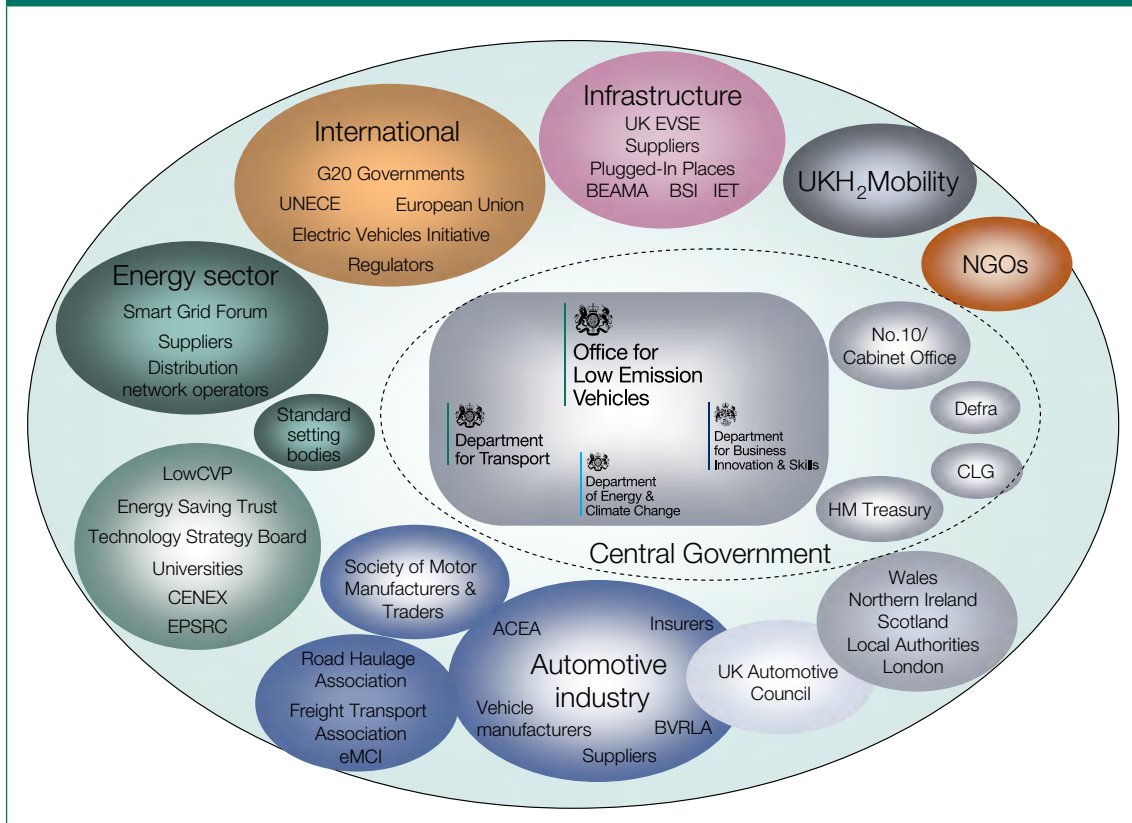 Infrastructure
UK EVSE
Suppliers
Plugged-In Places
BEAMA BSI IET
International
G20 Governments
UNECE European Union
Electric Vehicles Initiative
Regulators
UKH₂Mobility
NGOs
Energy sector
Smart Grid Forum
Suppliers
Distribution
network operators
Standard
setting
bodies
Office for
Low Emission
Vehicles
Department
for Transport
Department
for Business
Innovation & Skills
Department
of Energy &
Climate Change
No.10/
Cabinet Office
Defra
CLG
HM Treasury
Central Government
LowCVP
Energy Saving Trust
Technology Strategy Board
Universities
CENEX
EPSRC
Society of Motor
Manufacturers &
Traders
Road Haulage
Association
Freight Transport
Association
eMCI
ACEA
Insurers
Automotive
industry
Vehicle
manufacturers
BVRLA
Suppliers
UK Automotive
Council
Wales
Northern Ireland
Scotland
Local Authorities
London